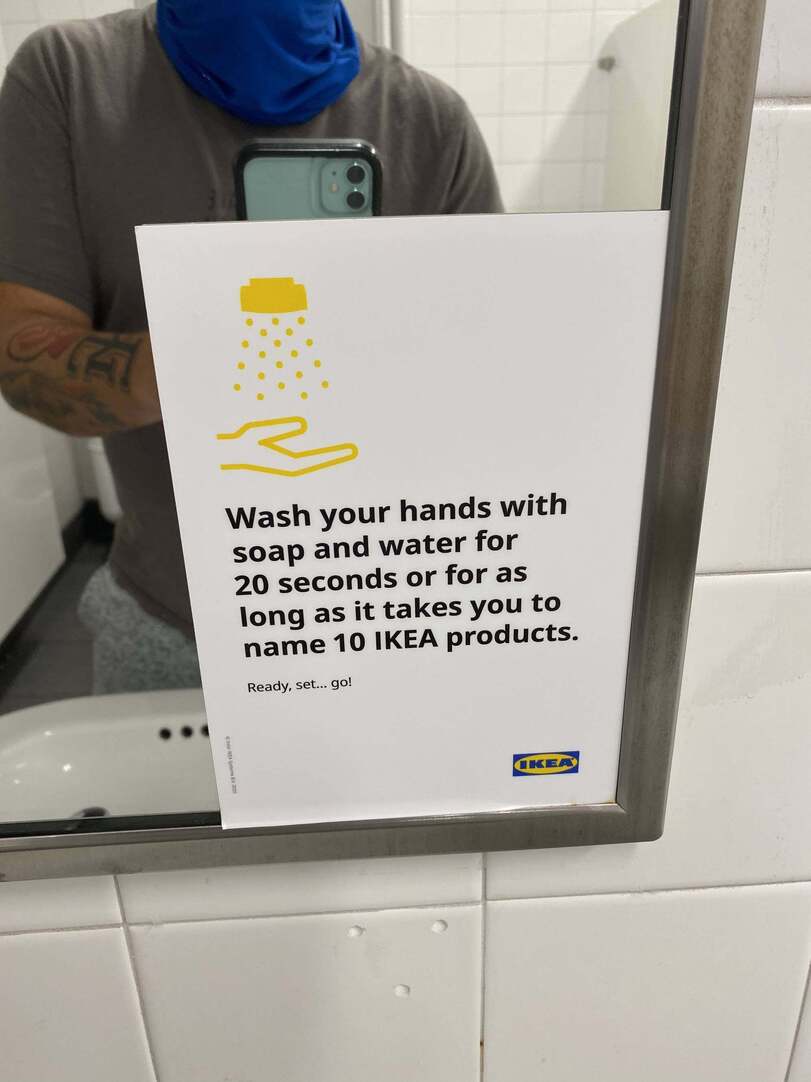 Wash your hands with
soap and water for
20 seconds or for as
long as it takes you to
name 10 IKEA products.
Ready, set... go!
IKEA